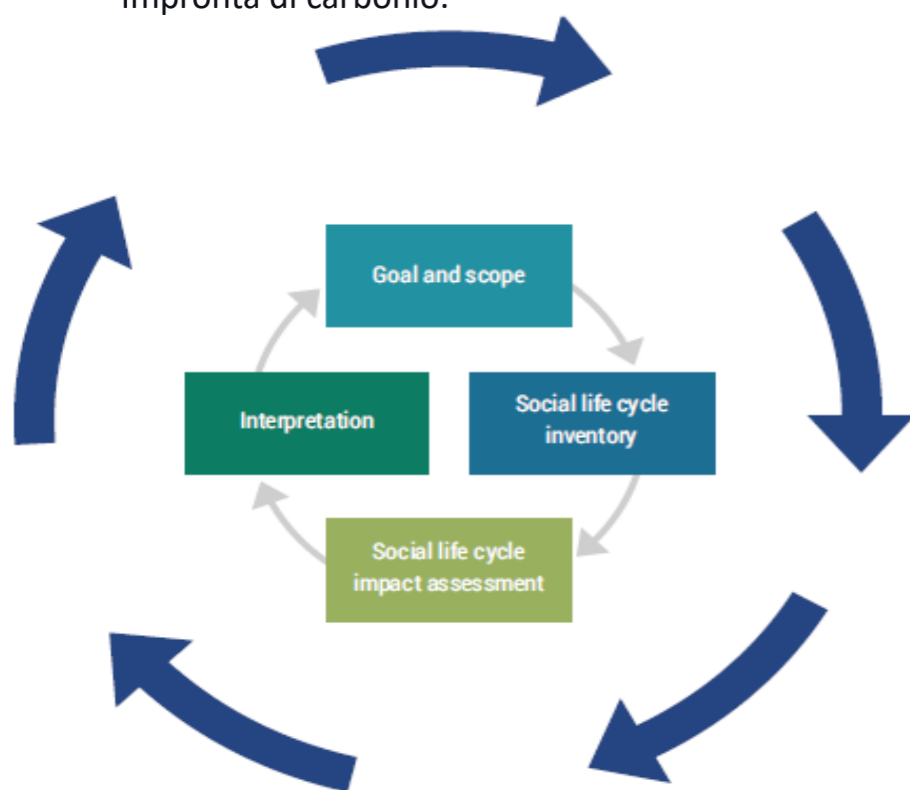 impronta di carbonio.
Goal and scope
Interpretation
Social life cycle
inventory
Social life cycle
impact assessment